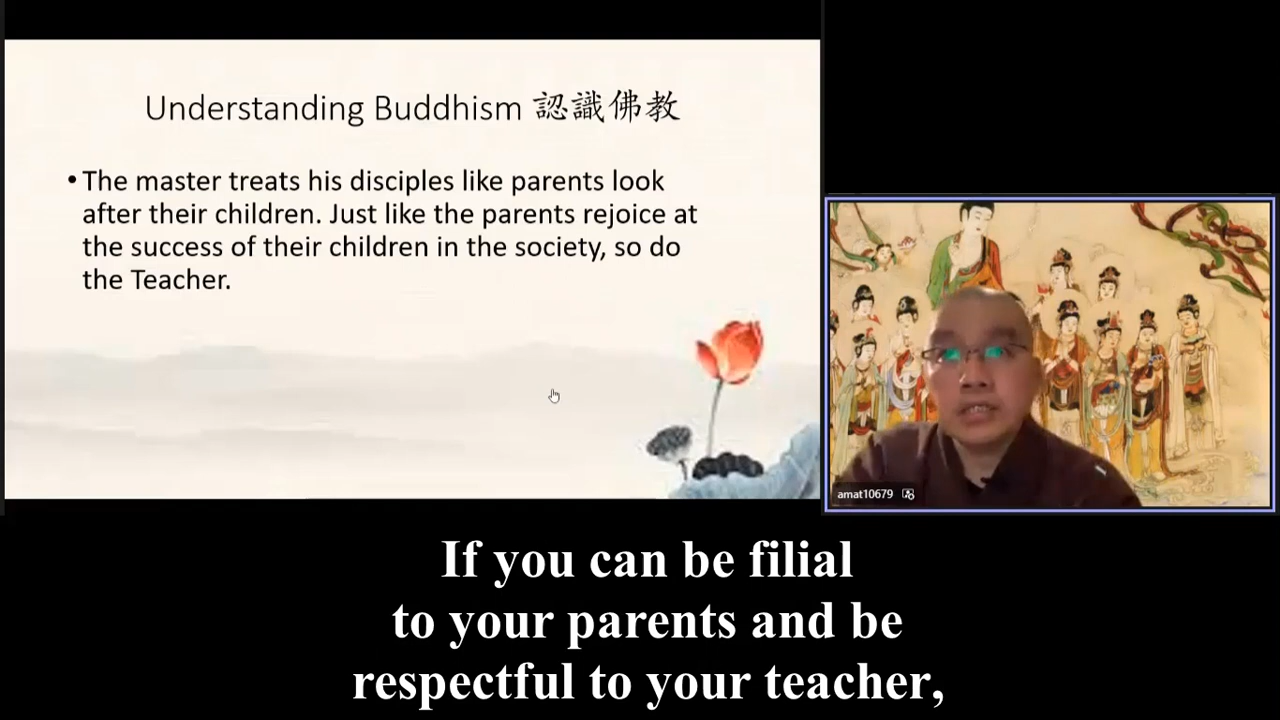 Understanding Buddhism 認識佛教
• The master treats his disciples like parents look
after their children. Just like the parents rejoice at
the success of their children in the society, so do
the Teacher.
amat10679
If you can be filial
to your parents and be
respectful to your teacher,